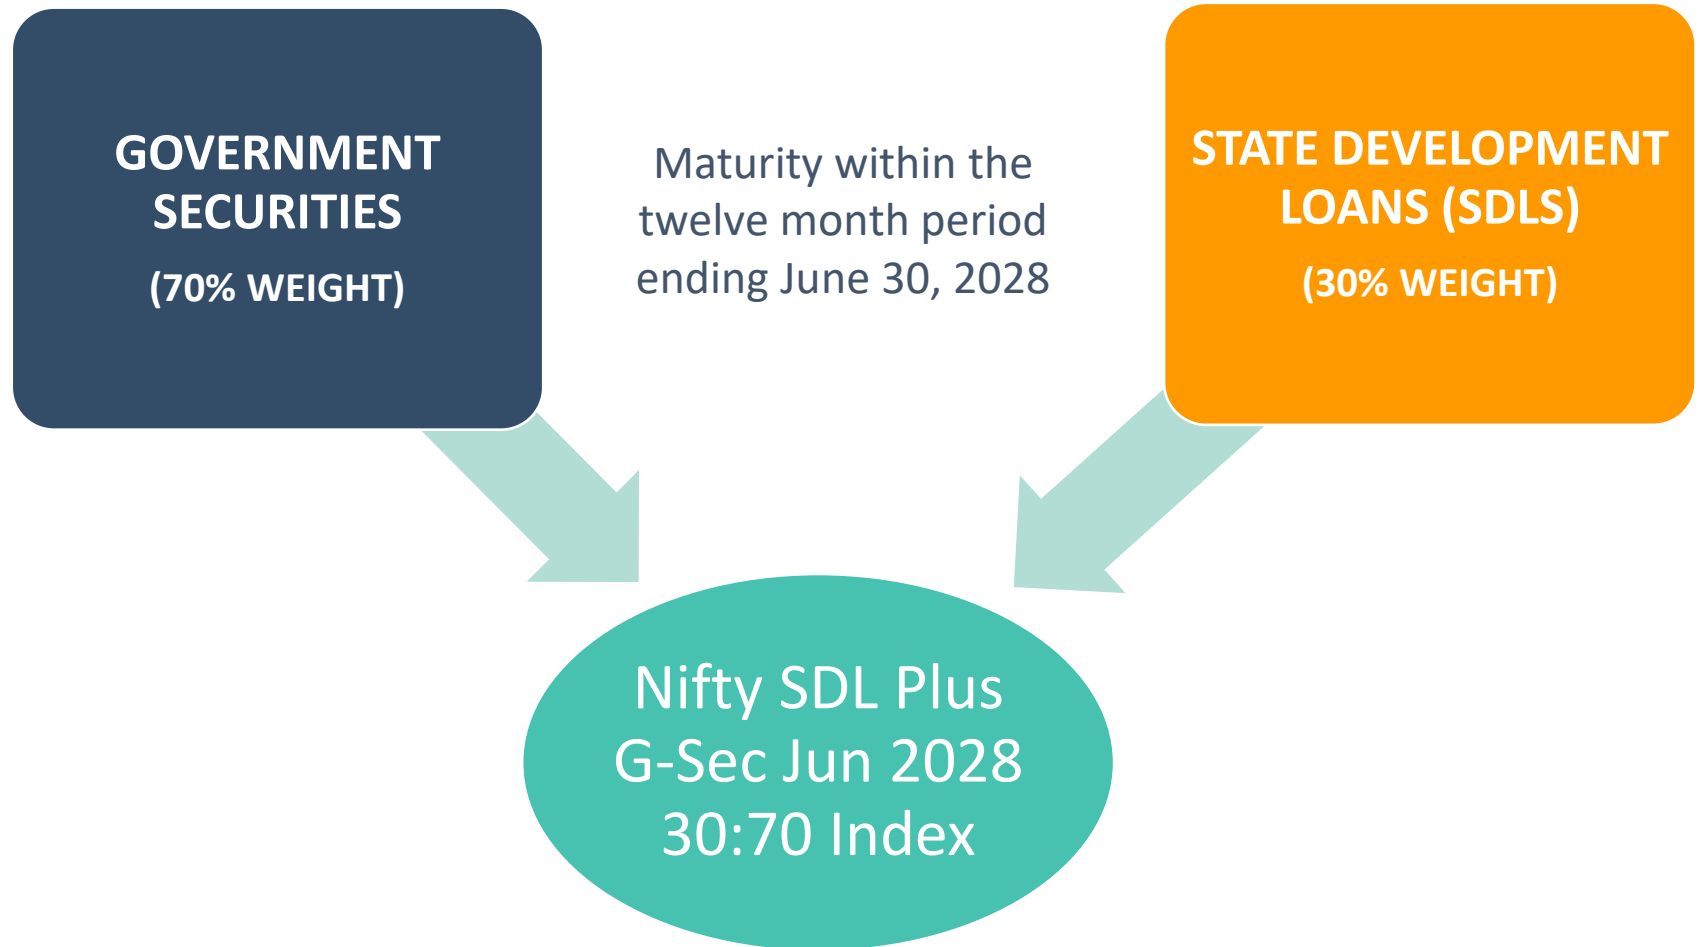 GOVERNMENT
SECURITIES
(70% WEIGHT)
Maturity within the
twelve month period
ending June 30, 2028
STATE DEVELOPMENT
LOANS (SDLS)
(30% WEIGHT)
Nifty SDL Plus
G-Sec Jun 2028
30:70 Index